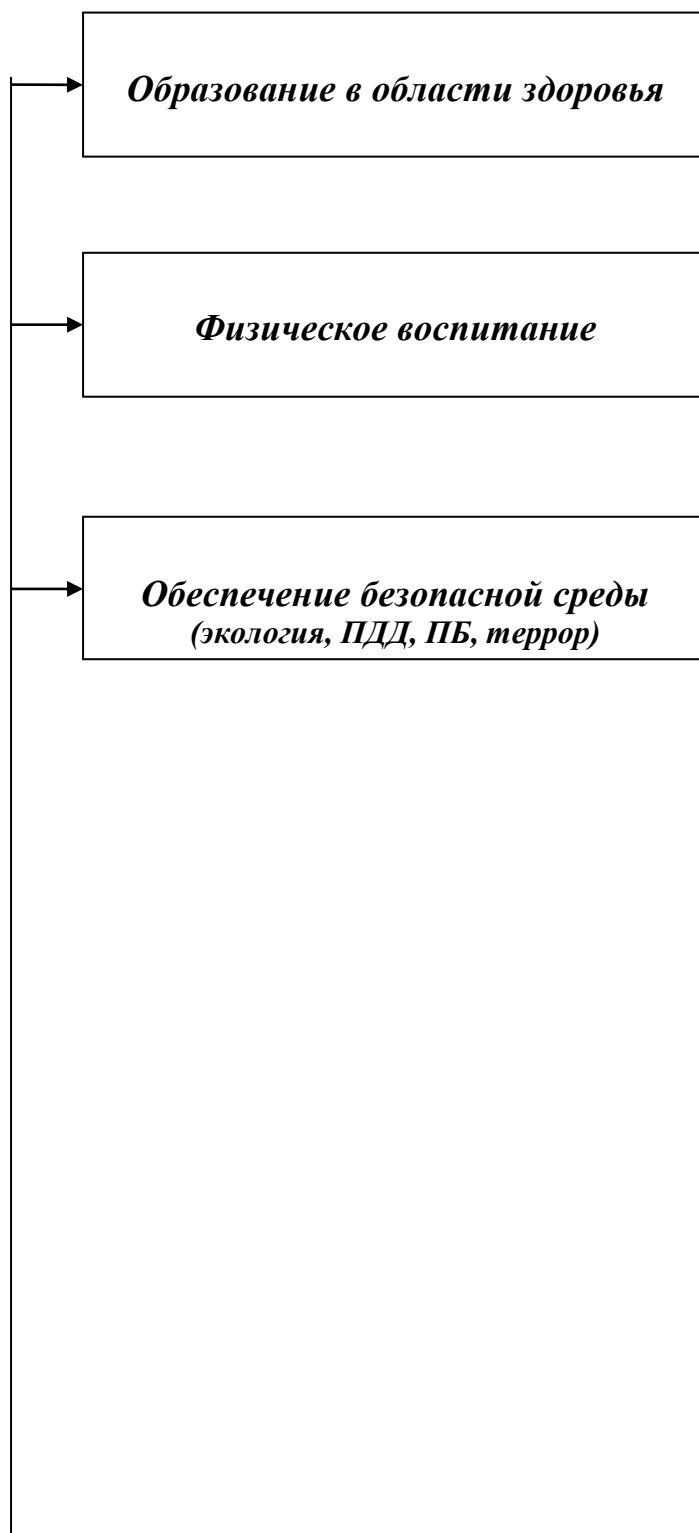 Образование в области здоровья
Физическое воспитание
Обеспечение безопасной среды
(экология, ПДД, ПБ, террор)